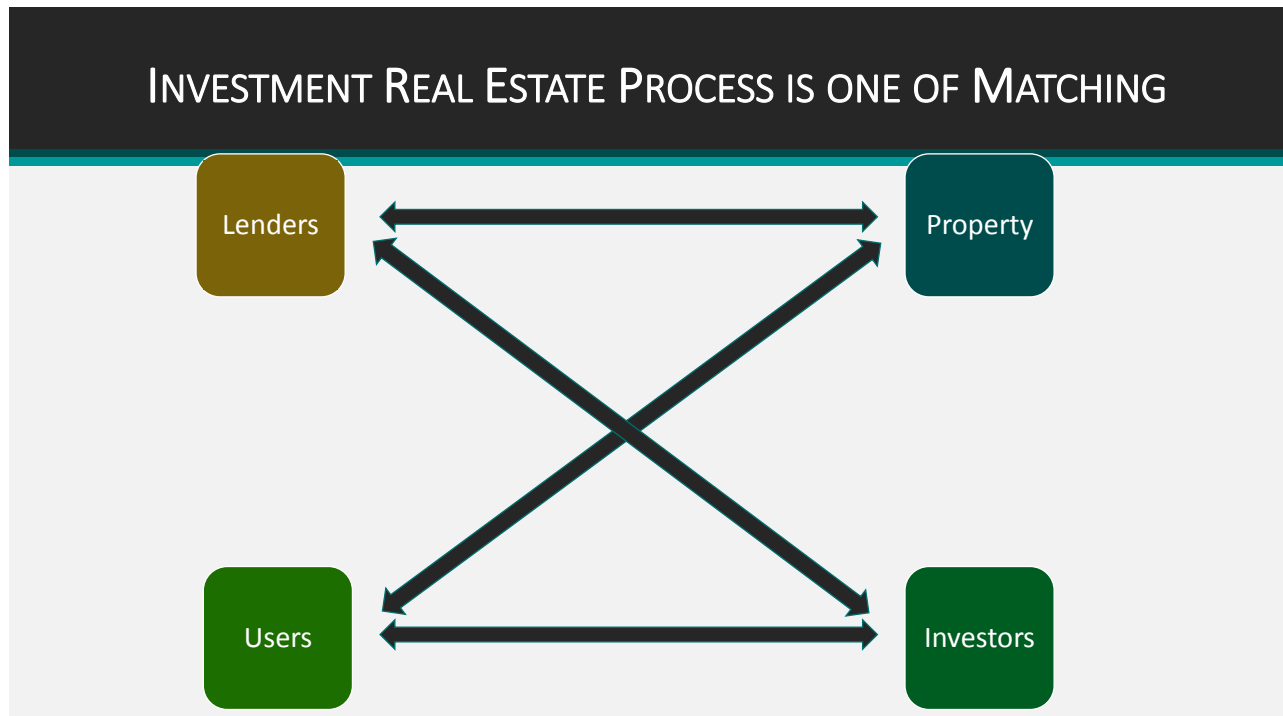 INVESTMENT REAL ESTATE PROCESS IS ONE OF MATCHING
Lenders
Property
Users
Investors